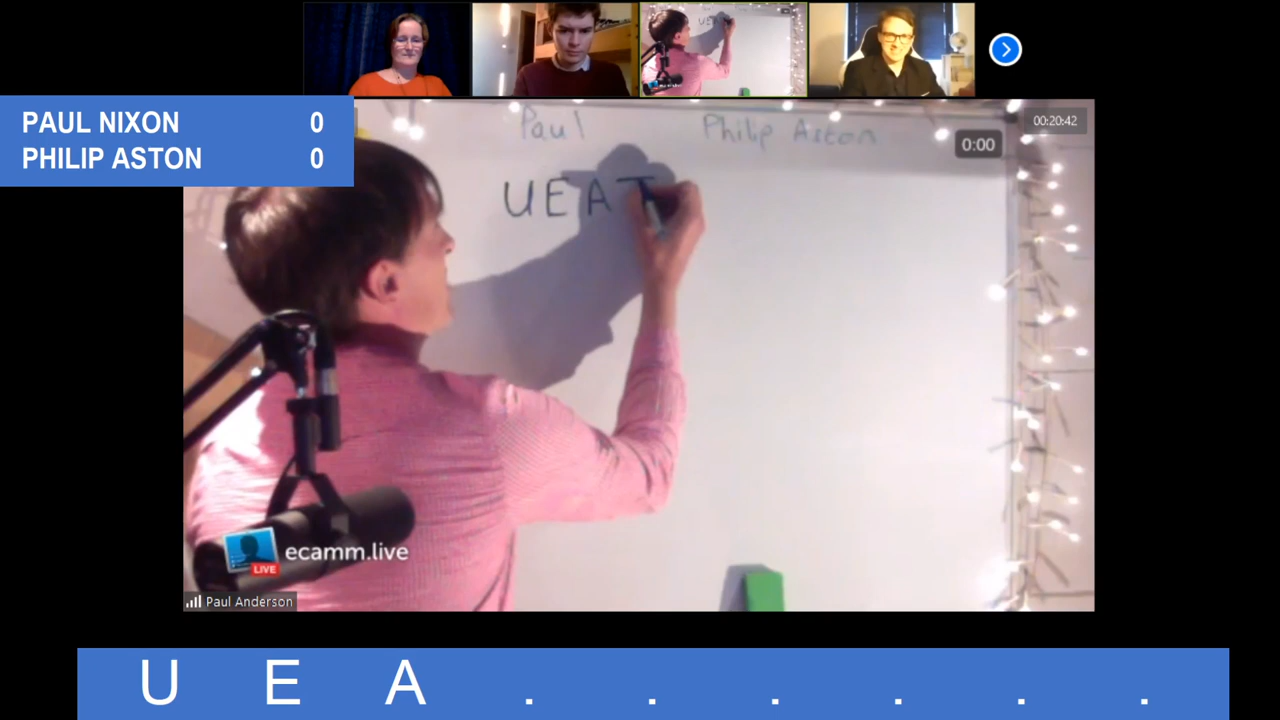 UEA
PAUL NIXON 0
PHILIP ASTON 0
Paul Philip Aston
00:20:42
0:00
UEAT
ecamm.live
LIVE
Paul Anderson
U E A . . . . . .